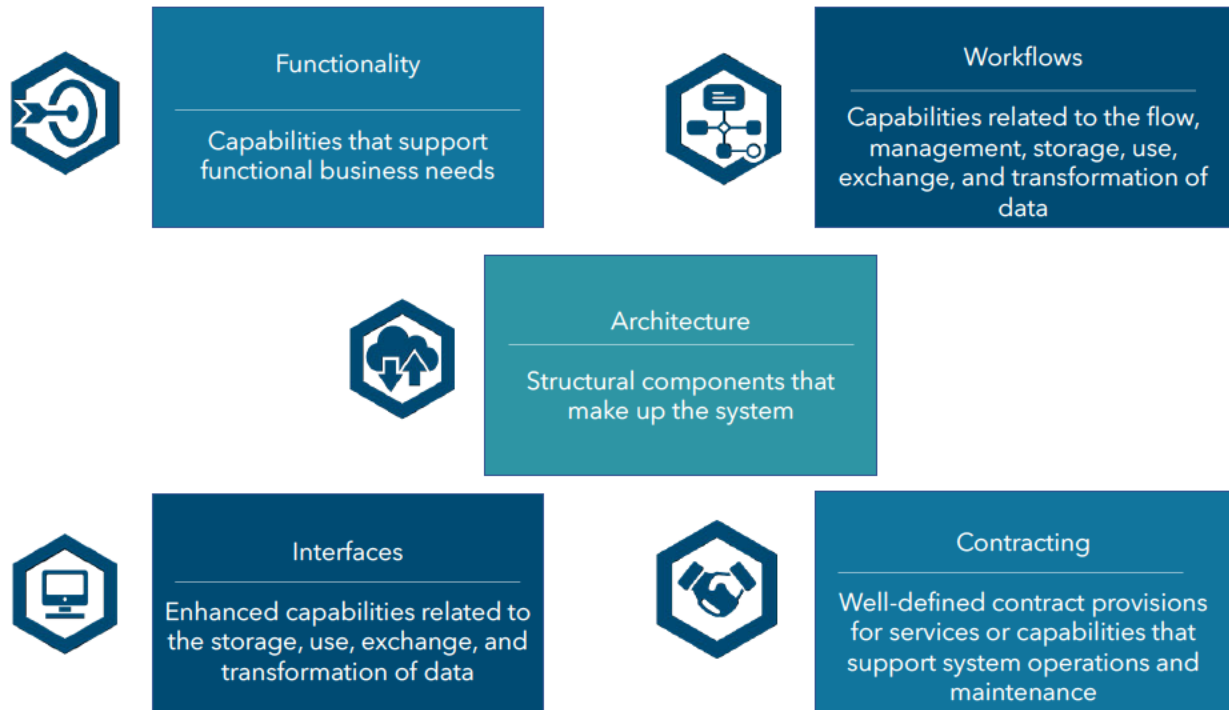 Functionality
Capabilities that support
functional business needs
Workflows
Capabilities related to the flow,
management, storage, use,
exchange, and transformation of
data
Architecture
Structural components that
make up the system
Interfaces
Enhanced capabilities related to
the storage, use, exchange, and
transformation of data
Contracting
Well-defined contract provisions
for services or capabilities that
support system operations and
maintenance